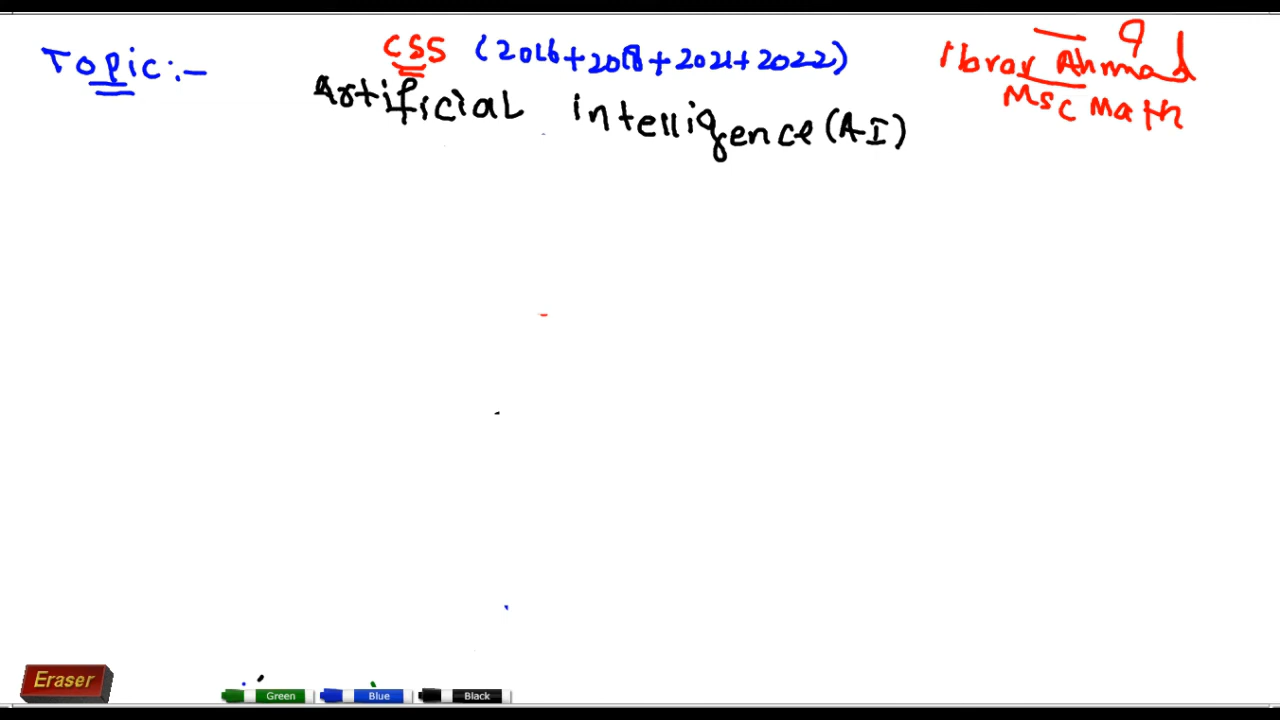 Topic:-
CSS (2016+2018+2021+2022)
Artificial intelligence (AI)
Ibrar Ahmad
Msc Math
Eraser
Green
Blue
Black